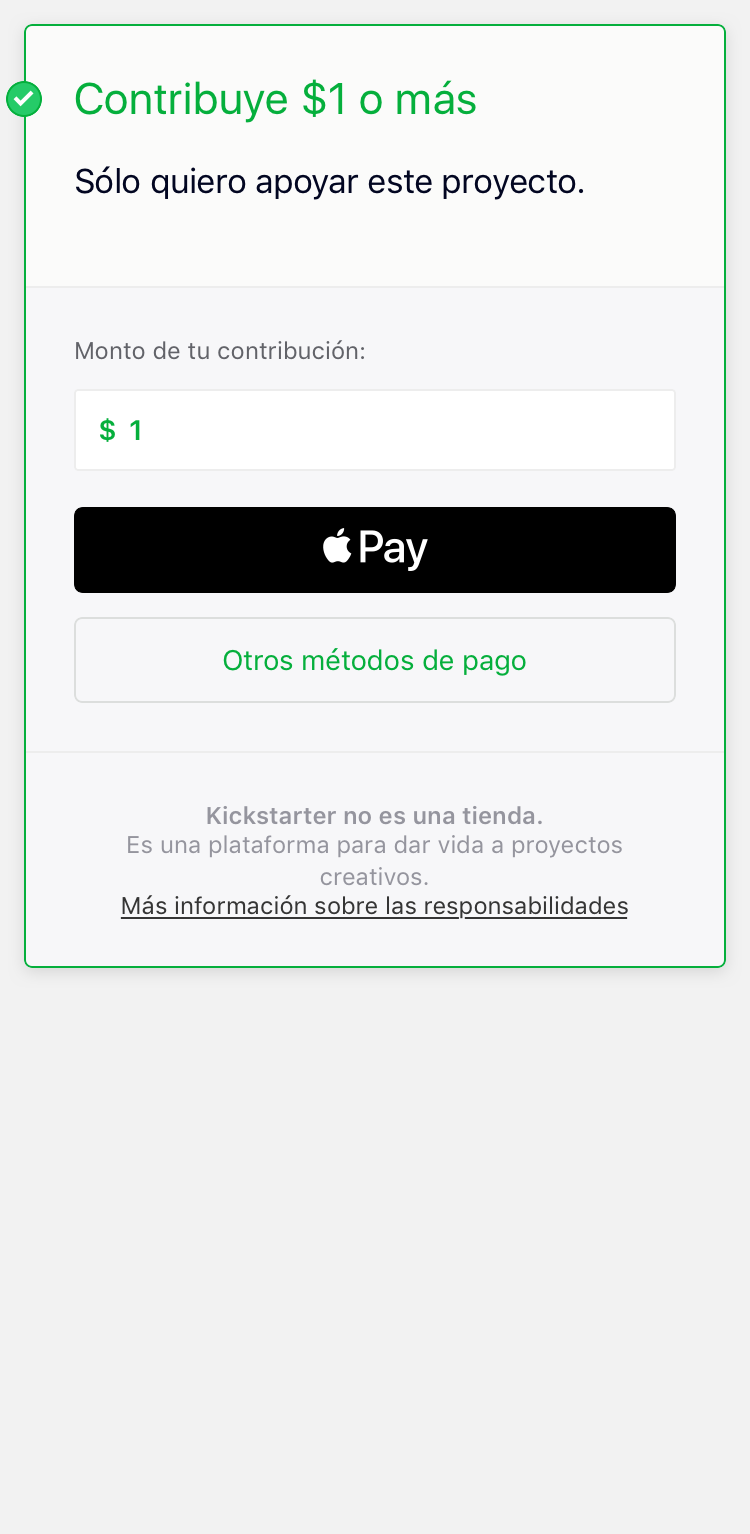 Contribuye $1 o más
Sólo quiero apoyar este proyecto.
Monto de tu contribución:
$ 1
Pay
Otros métodos de pago
Kickstarter no es una tienda.
Es una plataforma para dar vida a proyectos
creativos.
Más información sobre las responsabilidades